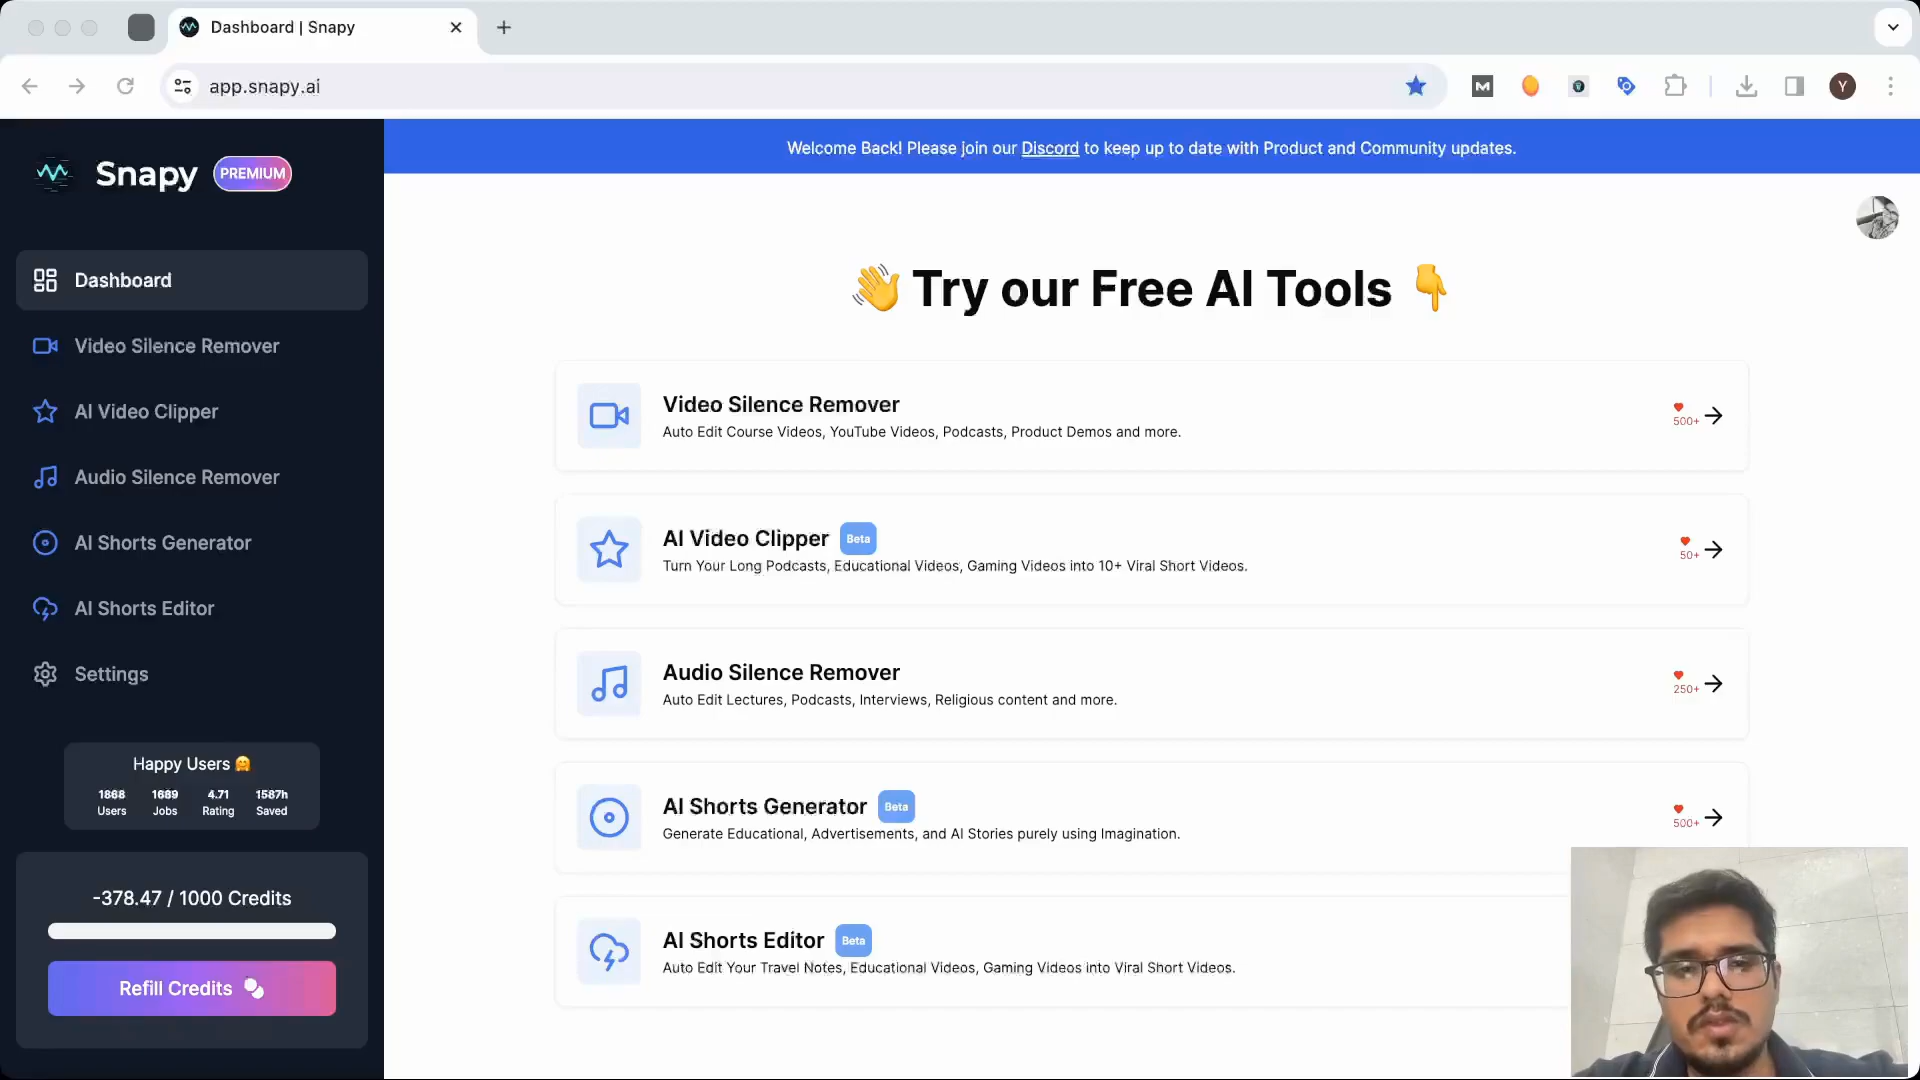 Dashboard | Snapy
app.snapy.ai
M
Y
Snapy PREMIUM
Dashboard
Video Silence Remover
AI Video Clipper
Audio Silence Remover
AI Shorts Generator
AI Shorts Editor
Settings
Happy Users 🤗
1868 1689 4.71 1587h
Users Jobs Rating Saved
-378.47 / 1000 Credits
Refill Credits
Welcome Back! Please join our Discord to keep up to date with Product and Community updates.
👋 Try our Free AI Tools 👇
Video Silence Remover
Auto Edit Course Videos, YouTube Videos, Podcasts, Product Demos and more.
500+
AI Video Clipper Beta
Turn Your Long Podcasts, Educational Videos, Gaming Videos into 10+ Viral Short Videos.
50+
Audio Silence Remover
Auto Edit Lectures, Podcasts, Interviews, Religious content and more.
250+
AI Shorts Generator Beta
Generate Educational, Advertisements, and AI Stories purely using Imagination.
500+
AI Shorts Editor Beta
Auto Edit Your Travel Notes, Educational Videos, Gaming Videos into Viral Short Videos.